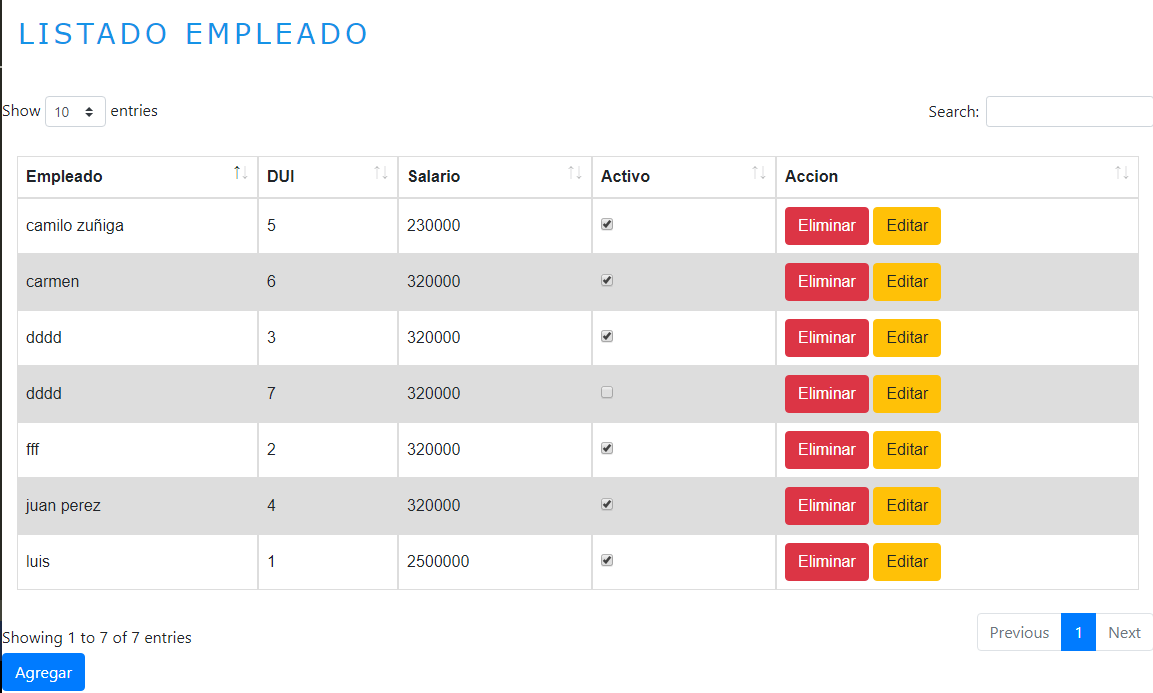 LISTADO EMPLEADO
Show 10 entries Search:
Empleado DUI Salario Activo Accion
camilo zuñiga 5 230000 Eliminar Editar
carmen 6 320000 Eliminar Editar
dddd 3 320000 Eliminar Editar
dddd 7 320000 Eliminar Editar
fff 2 320000 Eliminar Editar
juan perez 4 320000 Eliminar Editar
luis 1 2500000 Eliminar Editar
Showing 1 to 7 of 7 entries Previous 1 Next
Agregar